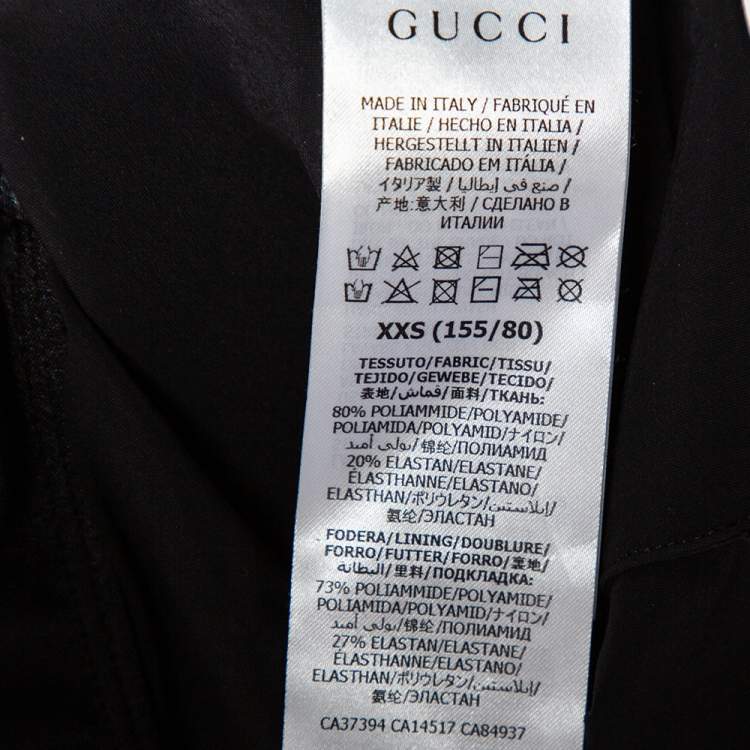 GUCCI
MADE IN ITALY / FABRIQUÉ EN
ITALIE / HECHO EN ITALIA /
HERGESTELLT IN ITALIEN /
FABRICADO EM ITÁLIA /
イタリア製 / صنع في إيطاليا /
产地:意大利 / СДЕЛАНО В
ИТАЛИИ
XXS (155/80)
TESSUTO/FABRIC/TISSU/
TEJIDO/GEWEBE/TECIDO/
表地/قماش/面料/ТКАНЬ:
80% POLIAMMIDE/POLYAMIDE/
POLIAMIDA/POLYAMID/ナイロン/
بولي أميد/锦纶/ПОЛИАМИД
20% ELASTAN/ELASTANE/
ÉLASTHANNE/ELASTANO/
ELASTHAN/ポリウレタン/إيلاستين/
氨纶/ЭЛАСТАН
FODERA/LINING/DOUBLURE/
FORRO/FUTTER/FORRO/裏地/
البطانة/里料/ПОДКЛАДКА:
73% POLIAMMIDE/POLYAMIDE/
POLIAMIDA/POLYAMID/ナイロン/
بولي أميد/锦纶/ПОЛИАМИД
27% ELASTAN/ELASTANE/
ÉLASTHANNE/ELASTANO/
ELASTHAN/ポリウレタン/إيلاستين/
氨纶/ЭЛАСТАН
CA37394 CA14517 CA84937